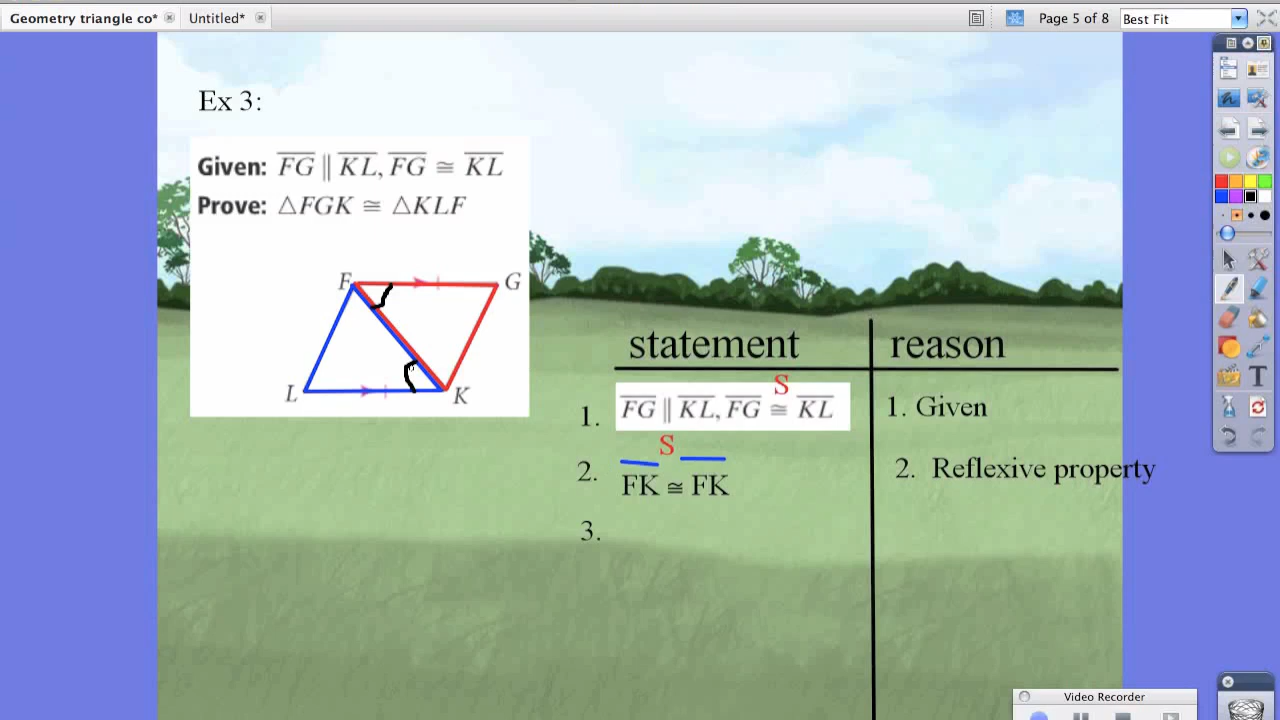 Geometry triangle co* Untitled* Page 5 of 8 Best Fit
Ex 3:
Given: FG ∥ KL, FG ≅ KL
Prove: △FGK ≅ △KLF
F G
L K
statement reason
S
1. FG ∥ KL, FG ≅ KL 1. Given
S
2. FK ≅ FK 2. Reflexive property
3.
T
Video Recorder